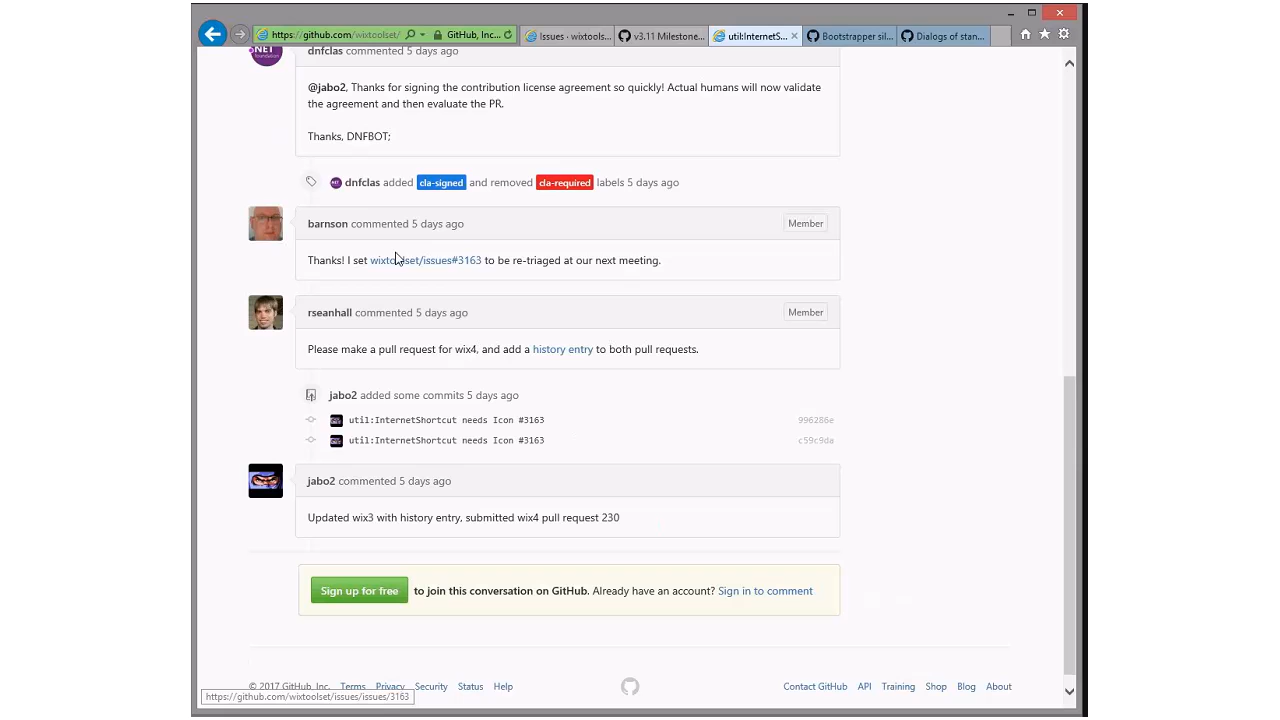 https://github.com/wixtoolset/
GitHub, Inc...
Issues · wixtools...
v3.11 Milestone...
util:InternetS...
Bootstrapper sil...
Dialogs of stan...
.NET
foundation
dnfclas commented 5 days ago
@jabo2, Thanks for signing the contribution license agreement so quickly! Actual humans will now validate
the agreement and then evaluate the PR.
Thanks, DNFBOT;
dnfclas added cla-signed and removed cla-required labels 5 days ago
barnson commented 5 days ago
Member
Thanks! I set wixtoolset/issues#3163 to be re-triaged at our next meeting.
rseanhall commented 5 days ago
Member
Please make a pull request for wix4, and add a history entry to both pull requests.
jabo2 added some commits 5 days ago
util:InternetShortcut needs Icon #3163 996286e
util:InternetShortcut needs Icon #3163 c59c9da
jabo2 commented 5 days ago
Updated wix3 with history entry, submitted wix4 pull request 230
Sign up for free to join this conversation on GitHub. Already have an account? Sign in to comment
© 2017 GitHub, Inc. Terms Privacy Security Status Help
Contact GitHub API Training Shop Blog About
https://github.com/wixtoolset/issues/issues/3163